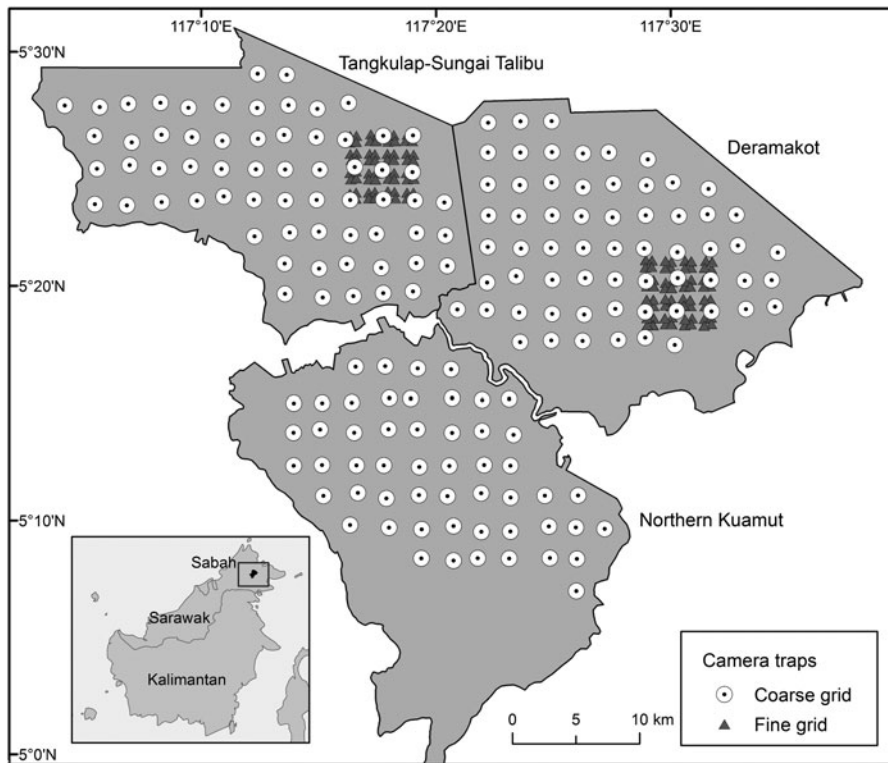 117°10'E 117°20'E 117°30'E
5°30'N
Tangkulap-Sungai Talibu
Deramakot
5°20'N
5°10'N
Northern Kuamut
Sabah
Sarawak
Kalimantan
Camera traps
Coarse grid
Fine grid
0 5 10 km
5°0'N